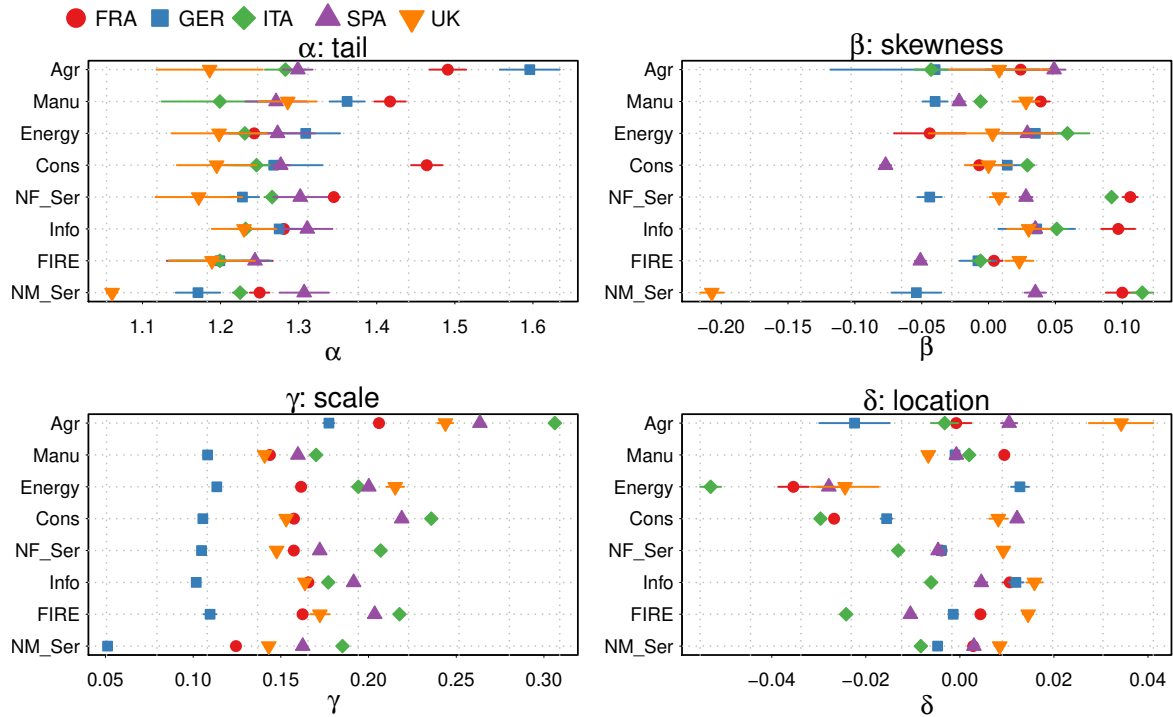 FRA GER ITA SPA UK
α: tail
Agr
Manu
Energy
Cons
NF_Ser
Info
FIRE
NM_Ser
1.1 1.2 1.3 1.4 1.5 1.6
α
β: skewness
Agr
Manu
Energy
Cons
NF_Ser
Info
FIRE
NM_Ser
−0.20 −0.15 −0.10 −0.05 0.00 0.05 0.10
β
γ: scale
Agr
Manu
Energy
Cons
NF_Ser
Info
FIRE
NM_Ser
0.05 0.10 0.15 0.20 0.25 0.30
γ
δ: location
Agr
Manu
Energy
Cons
NF_Ser
Info
FIRE
NM_Ser
−0.04 −0.02 0.00 0.02 0.04
δ